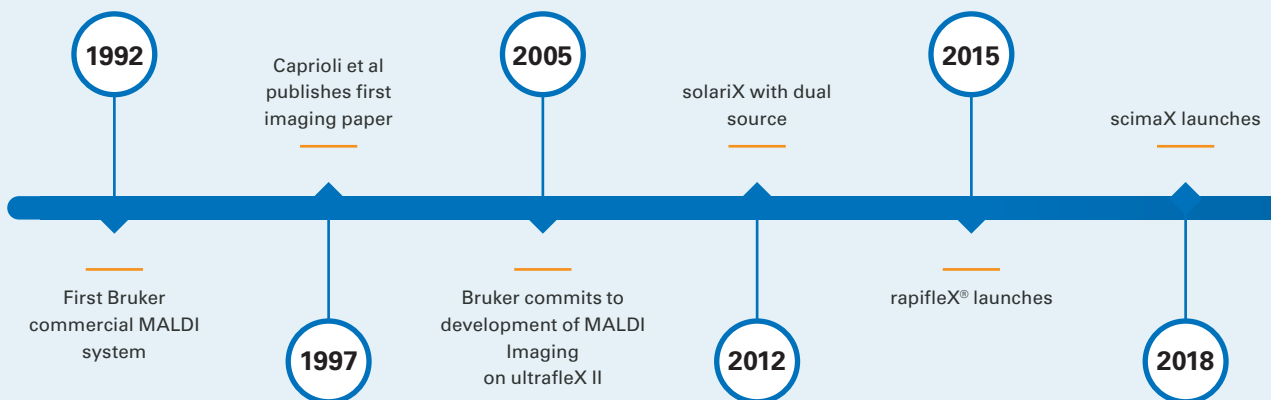 1992
First Bruker
commercial MALDI
system
Caprioli et al
publishes first
imaging paper
1997
2005
Bruker commits to
development of MALDI
Imaging
on ultrafleX II
solariX with dual
source
2012
2015
rapifleX® launches
scimaX launches
2018